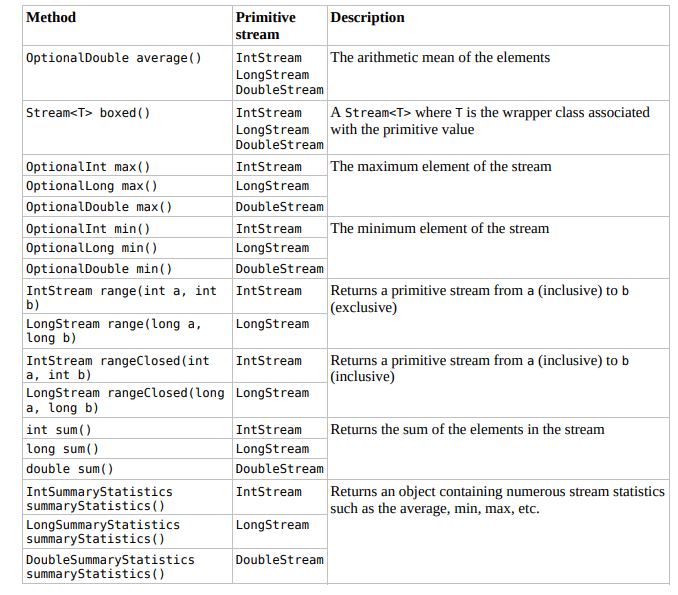 Method Primitive stream Description
OptionalDouble average() IntStream The arithmetic mean of the elements
LongStream
DoubleStream
Stream<T> boxed() IntStream A Stream<T> where T is the wrapper class associated
LongStream with the primitive value
DoubleStream
OptionalInt max() IntStream The maximum element of the stream
OptionalLong max() LongStream
OptionalDouble max() DoubleStream
OptionalInt min() IntStream The minimum element of the stream
OptionalLong min() LongStream
OptionalDouble min() DoubleStream
IntStream range(int a, int IntStream Returns a primitive stream from a (inclusive) to b
b) (exclusive)
LongStream range(long a, LongStream
long b)
IntStream rangeClosed(int IntStream Returns a primitive stream from a (inclusive) to b
a, int b) (inclusive)
LongStream rangeClosed(long LongStream
a, long b)
int sum() IntStream Returns the sum of the elements in the stream
long sum() LongStream
double sum() DoubleStream
IntSummaryStatistics IntStream Returns an object containing numerous stream statistics
summaryStatistics() such as the average, min, max, etc.
LongSummaryStatistics LongStream
summaryStatistics()
DoubleSummaryStatistics DoubleStream
summaryStatistics()